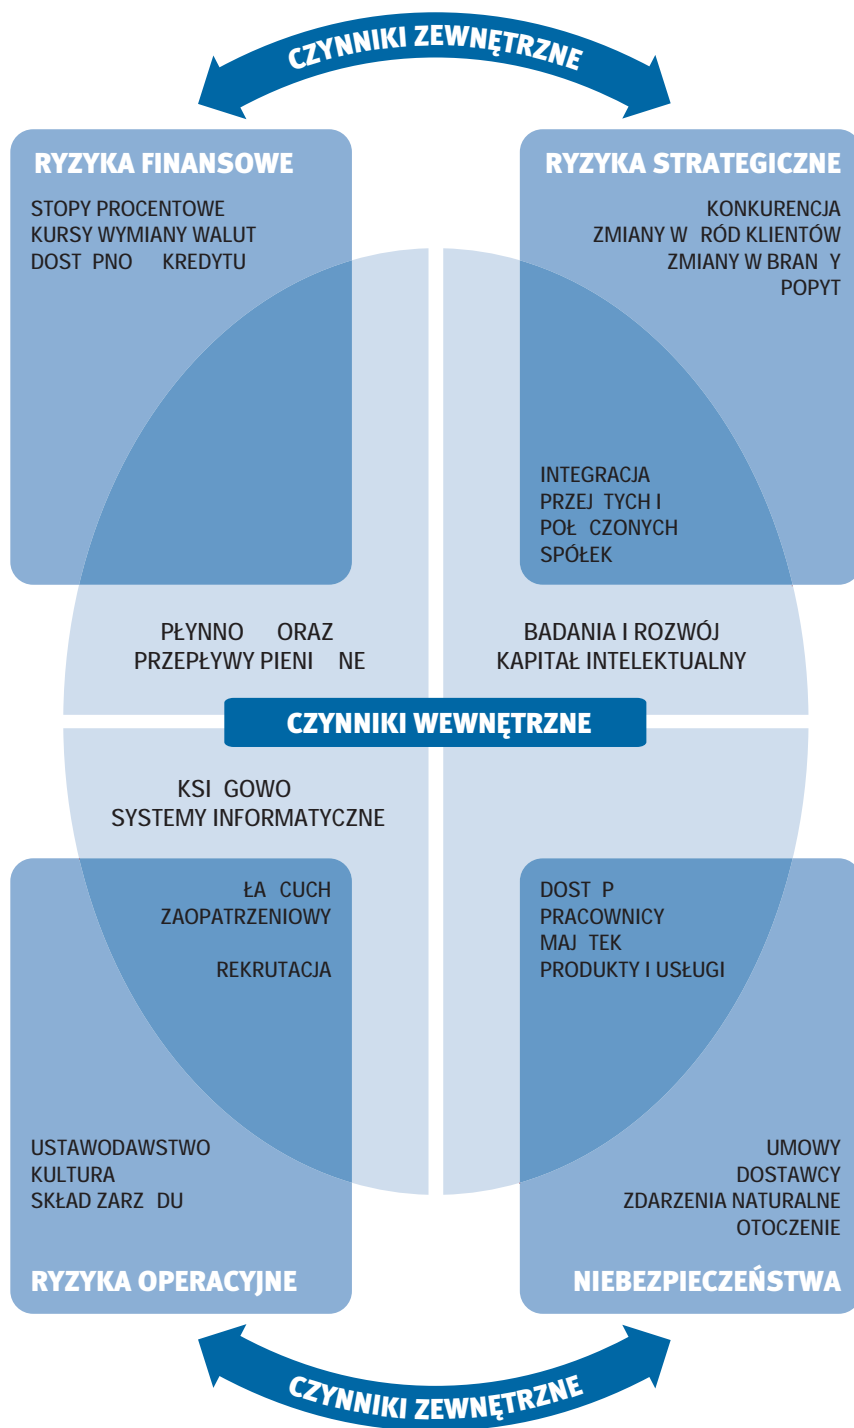 CZYNNIKI ZEWNĘTRZNE
RYZYKA FINANSOWE
STOPY PROCENTOWE
KURSY WYMIANY WALUT
DOST PNO KREDYTU
RYZYKA STRATEGICZNE
KONKURENCJA
ZMIANY W RÓD KLIENTÓW
ZMIANY W BRAN Y
POPYT
INTEGRACJA
PRZEJ TYCH I
POŁ CZONYCH
SPÓŁEK
PŁYNNO ORAZ
PRZEPŁYWY PIENI NE
BADANIA I ROZWÓJ
KAPITAŁ INTELEKTUALNY
CZYNNIKI WEWNĘTRZNE
KSI GOWO
SYSTEMY INFORMATYCZNE
ŁA CUCH
ZAOPATRZENIOWY
REKRUTACJA
DOST P
PRACOWNICY
MAJ TEK
PRODUKTY I USŁUGI
USTAWODAWSTWO
KULTURA
SKŁAD ZARZ DU
RYZYKA OPERACYJNE
UMOWY
DOSTAWCY
ZDARZENIA NATURALNE
OTOCZENIE
NIEBEZPIECZEŃSTWA
CZYNNIKI ZEWNĘTRZNE